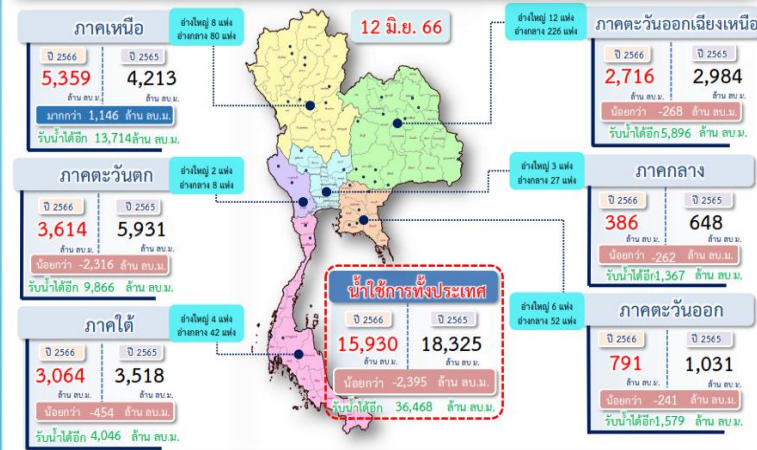 12 มิ.ย. 66
ภาคเหนือ
อ่างใหญ่ 8 แห่ง
อ่างกลาง 80 แห่ง
ปี 2566 ปี 2565
5,359 4,213
ล้าน ลบ.ม. ล้าน ลบ.ม.
มากกว่า 1,146 ล้าน ลบ.ม.
รับน้ำได้อีก 13,714ล้าน ลบ.ม.
ภาคตะวันตก
อ่างใหญ่ 2 แห่ง
อ่างกลาง 8 แห่ง
ปี 2566 ปี 2565
3,614 5,931
ล้าน ลบ.ม. ล้าน ลบ.ม.
น้อยกว่า -2,316 ล้าน ลบ.ม.
รับน้ำได้อีก 9,866 ล้าน ลบ.ม.
ภาคใต้
อ่างใหญ่ 4 แห่ง
อ่างกลาง 42 แห่ง
ปี 2566 ปี 2565
3,064 3,518
ล้าน ลบ.ม. ล้าน ลบ.ม.
น้อยกว่า -454 ล้าน ลบ.ม.
รับน้ำได้อีก 4,046 ล้าน ลบ.ม.
น้ำใช้การทั้งประเทศ
ปี 2566 ปี 2565
15,930 18,325
ล้าน ลบ.ม. ล้าน ลบ.ม.
น้อยกว่า -2,395 ล้าน ลบ.ม.
รับน้ำได้อีก 36,468 ล้าน ลบ.ม.
อ่างใหญ่ 12 แห่ง
อ่างกลาง 226 แห่ง
ภาคตะวันออกเฉียงเหนือ
ปี 2566 ปี 2565
2,716 2,984
ล้าน ลบ.ม. ล้าน ลบ.ม.
น้อยกว่า -268 ล้าน ลบ.ม.
รับน้ำได้อีก5,896 ล้าน ลบ.ม.
อ่างใหญ่ 3 แห่ง
อ่างกลาง 27 แห่ง
ภาคกลาง
ปี 2566 ปี 2565
386 648
ล้าน ลบ.ม. ล้าน ลบ.ม.
น้อยกว่า -262 ล้าน ลบ.ม.
รับน้ำได้อีก1,367 ล้าน ลบ.ม.
อ่างใหญ่ 6 แห่ง
อ่างกลาง 52 แห่ง
ภาคตะวันออก
ปี 2566 ปี 2565
791 1,031
ล้าน ลบ.ม. ล้าน ลบ.ม.
น้อยกว่า -241 ล้าน ลบ.ม.
รับน้ำได้อีก1,579 ล้าน ลบ.ม.